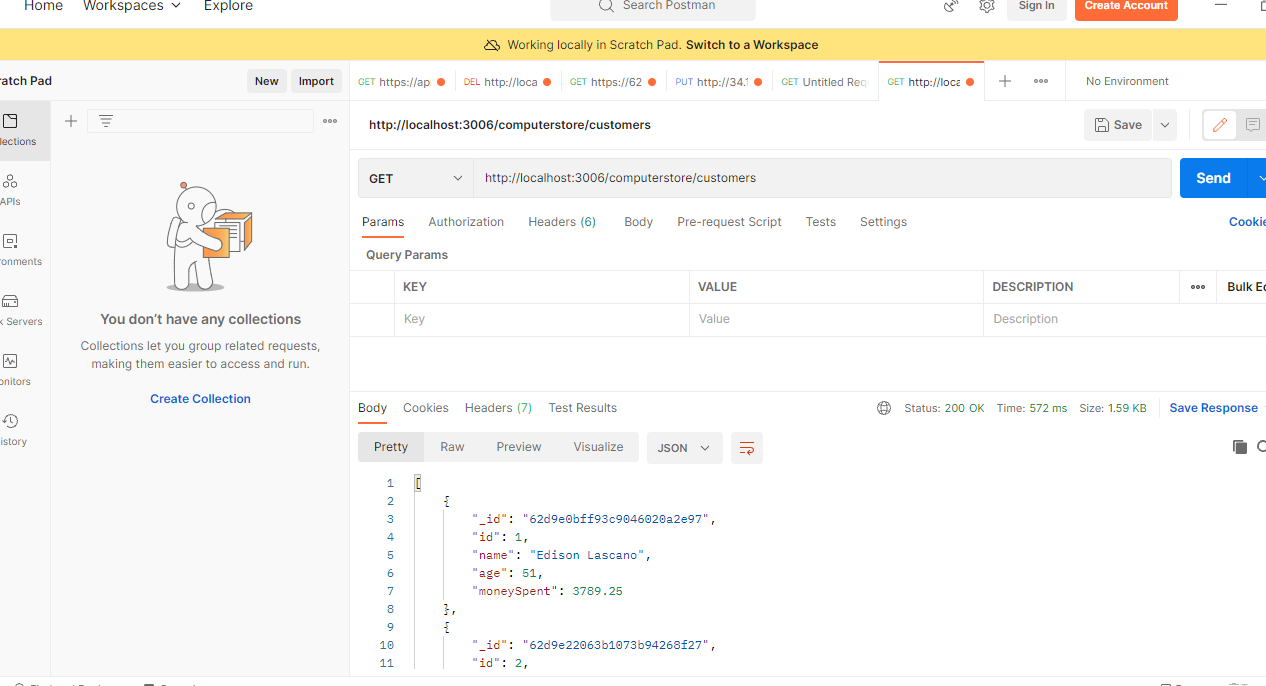 Home Workspaces Explore Search Postman Sign In Create Account
Working locally in Scratch Pad. Switch to a Workspace
ratch Pad New Import GET https://api DEL http://loca GET https://62 PUT http://34.1 GET Untitled Req GET http://loca No Environment
http://localhost:3006/computerstore/customers Save
GET http://localhost:3006/computerstore/customers Send
Params Authorization Headers (6) Body Pre-request Script Tests Settings Cookie
Query Params
KEY VALUE DESCRIPTION Bulk Ed
Key Value Description
lections
APIs
ronments
k Servers
onitors
istory
You don't have any collections
Collections let you group related requests,
making them easier to access and run.
Create Collection
Body Cookies Headers (7) Test Results Status: 200 OK Time: 572 ms Size: 1.59 KB Save Response
Pretty Raw Preview Visualize JSON
1 [
2 {
3 "_id": "62d9e0bff93c9046020a2e97",
4 "id": 1,
5 "name": "Edison Lascano",
6 "age": 51,
7 "moneySpent": 3789.25
8 },
9 {
10 "_id": "62d9e22063b1073b94268f27",
11 "id": 2,